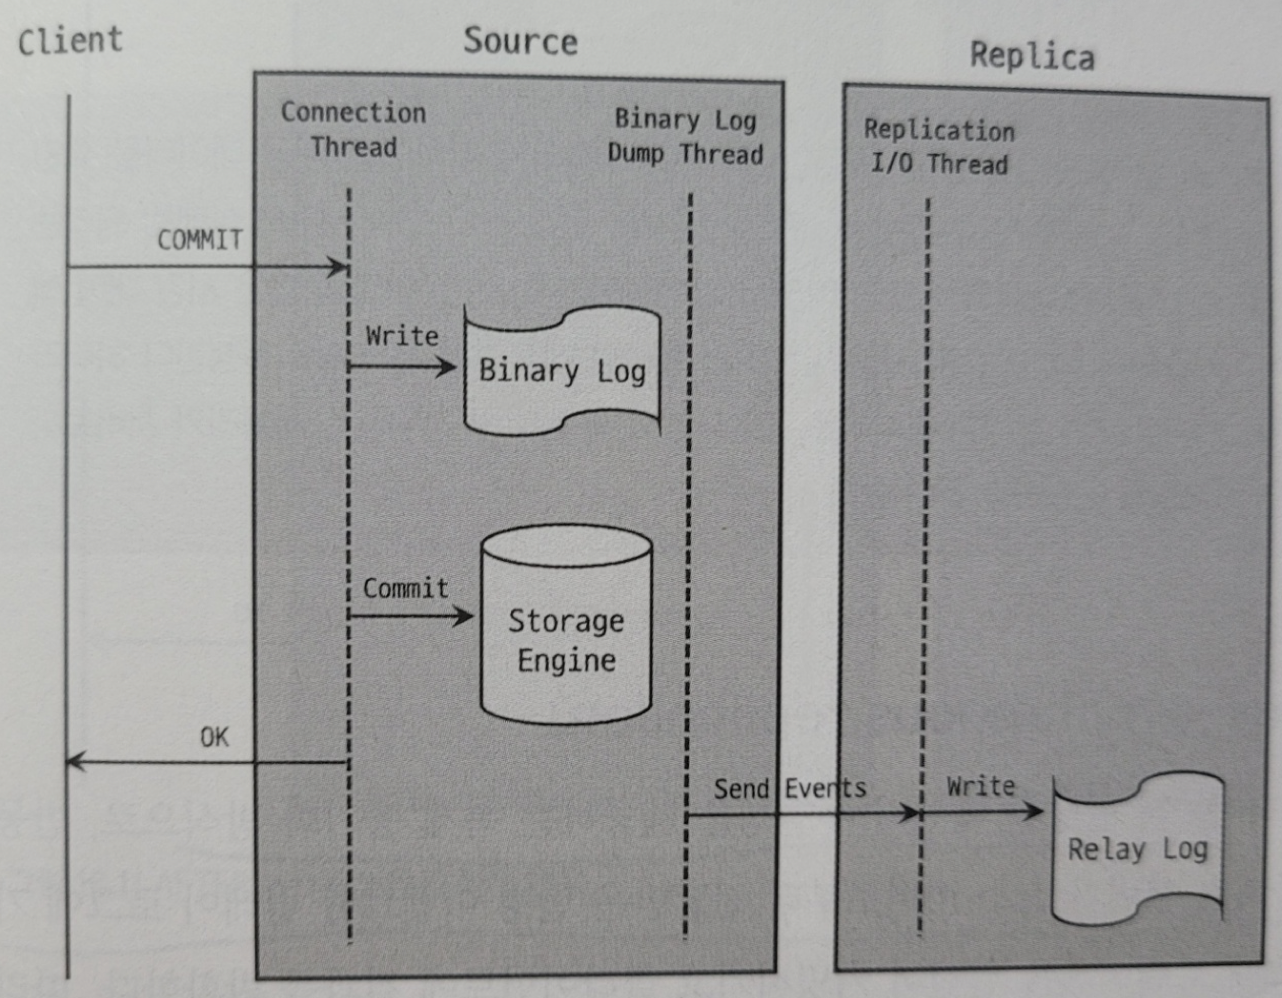 Client
Source
Replica
Connection
Thread
Binary Log
Dump Thread
Replication
I/O Thread
COMMIT
Write
Binary Log
Commit
Storage
Engine
OK
Send Events
Write
Relay Log